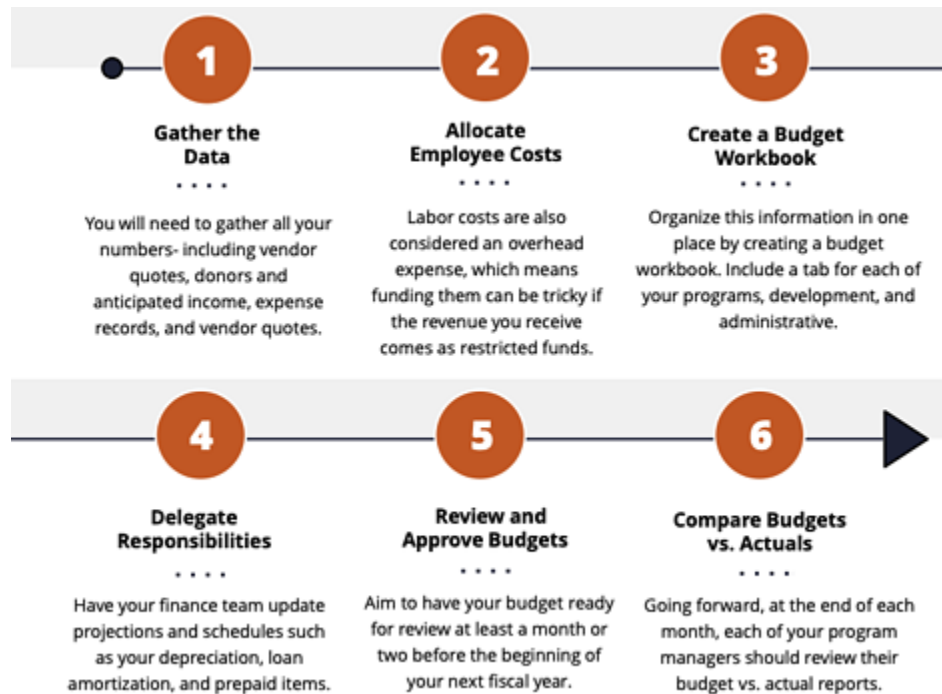 1
Gather the
Data
You will need to gather all your
numbers- including vendor
quotes, donors and
anticipated income, expense
records, and vendor quotes.
2
Allocate
Employee Costs
Labor costs are also
considered an overhead
expense, which means
funding them can be tricky if
the revenue you receive
comes as restricted funds.
3
Create a Budget
Workbook
Organize this information in one
place by creating a budget
workbook. Include a tab for each of
your programs, development, and
administrative.
4
Delegate
Responsibilities
Have your finance team update
projections and schedules such
as your depreciation, loan
amortization, and prepaid items.
5
Review and
Approve Budgets
Aim to have your budget ready
for review at least a month or
two before the beginning of
your next fiscal year.
6
Compare Budgets
vs. Actuals
Going forward, at the end of each
month, each of your program
managers should review their
budget vs. actual reports.